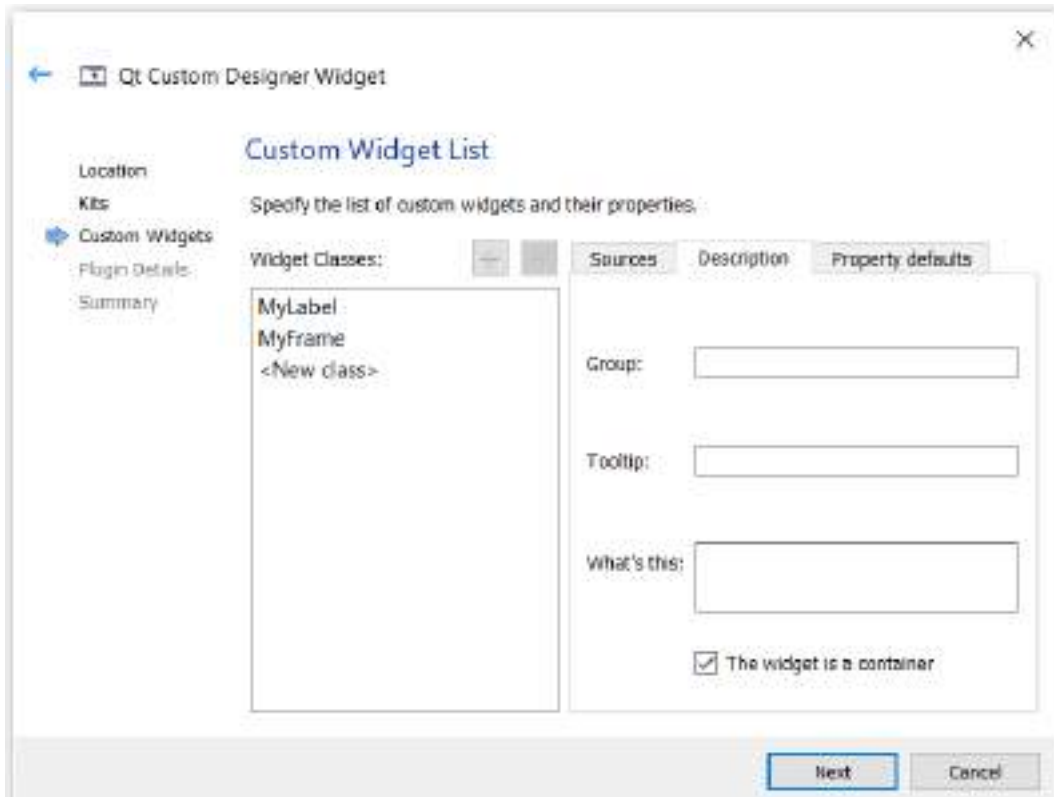 Qt Custom Designer Widget
Location
Kits
Custom Widgets
Plugin Details
Summary
Custom Widget List
Specify the list of custom widgets and their properties.
Widget Classes:
MyLabel
MyFrame
<New class>
Sources
Description
Property defaults
Group:
Tooltip:
What's this:
The widget is a container
Next
Cancel